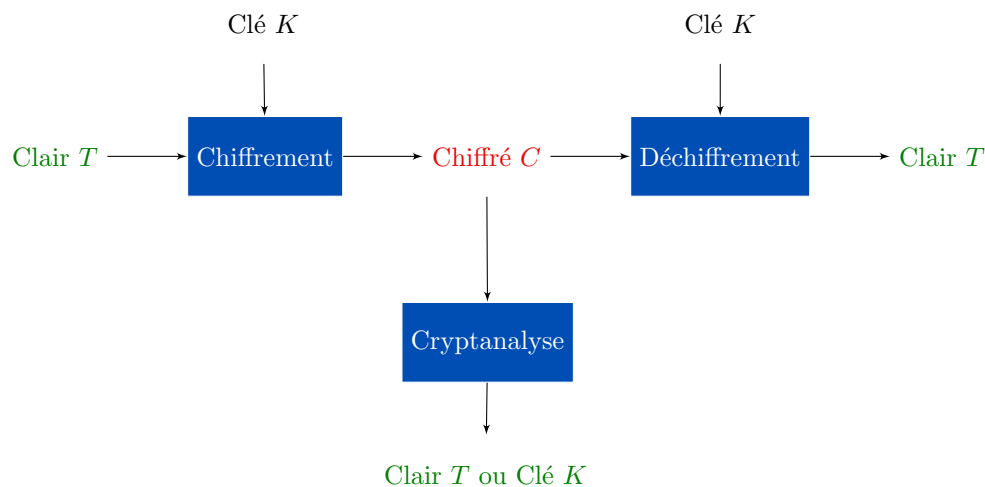 Clé K
Clé K
Clair T
Chiffrement
Chiffré C
Déchiffrement
Clair T
Cryptanalyse
Clair T ou Clé K